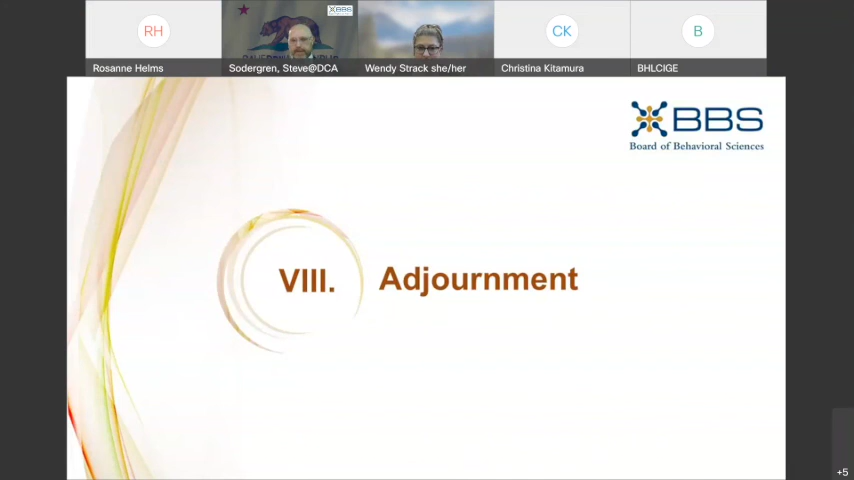 RH
BBS
CK
B
Rosanne Helms
Sodergren, Steve@DCA
Wendy Strack she/her
Christina Kitamura
BHLCIGE
BBS
Board of Behavioral Sciences
VIII. Adjournment
+5